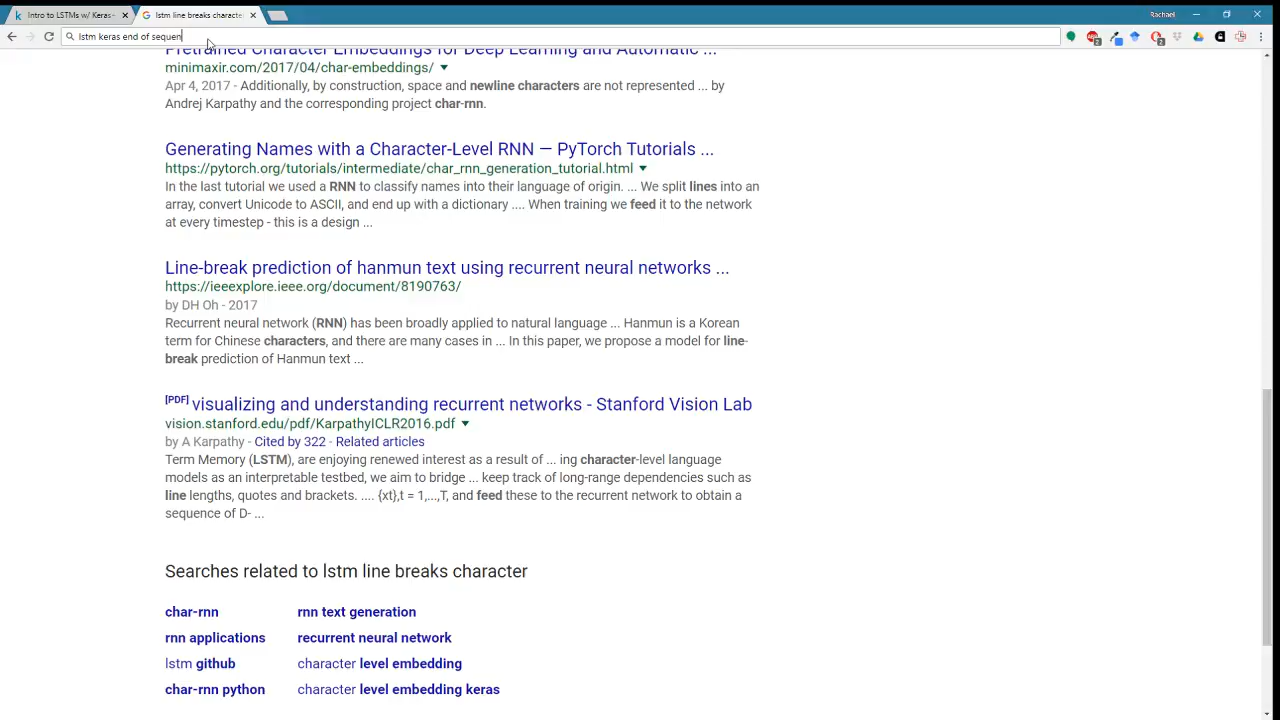 Intro to LSTMs w/ Keras-
lstm line breaks characte
Rachael
lstm keras end of sequen
Pretrained Character Embeddings for Deep Learning and Automatic ...
minimaxir.com/2017/04/char-embeddings/
Apr 4, 2017 - Additionally, by construction, space and newline characters are not represented ... by
Andrej Karpathy and the corresponding project char-rnn.
Generating Names with a Character-Level RNN — PyTorch Tutorials ...
https://pytorch.org/tutorials/intermediate/char_rnn_generation_tutorial.html
In the last tutorial we used a RNN to classify names into their language of origin. ... We split lines into an
array, convert Unicode to ASCII, and end up with a dictionary .... When training we feed it to the network
at every timestep - this is a design ...
Line-break prediction of hanmun text using recurrent neural networks ...
https://ieeexplore.ieee.org/document/8190763/
by DH Oh - 2017
Recurrent neural network (RNN) has been broadly applied to natural language ... Hanmun is a Korean
term for Chinese characters, and there are many cases in ... In this paper, we propose a model for line-
break prediction of Hanmun text ...
[PDF] visualizing and understanding recurrent networks - Stanford Vision Lab
vision.stanford.edu/pdf/KarpathyICLR2016.pdf
by A Karpathy - Cited by 322 - Related articles
Term Memory (LSTM), are enjoying renewed interest as a result of ... ing character-level language
models as an interpretable testbed, we aim to bridge ... keep track of long-range dependencies such as
line lengths, quotes and brackets. .... {xt},t = 1,...,T, and feed these to the recurrent network to obtain a
sequence of D- ...
Searches related to lstm line breaks character
char-rnn
rnn text generation
rnn applications
recurrent neural network
lstm github
character level embedding
char-rnn python
character level embedding keras